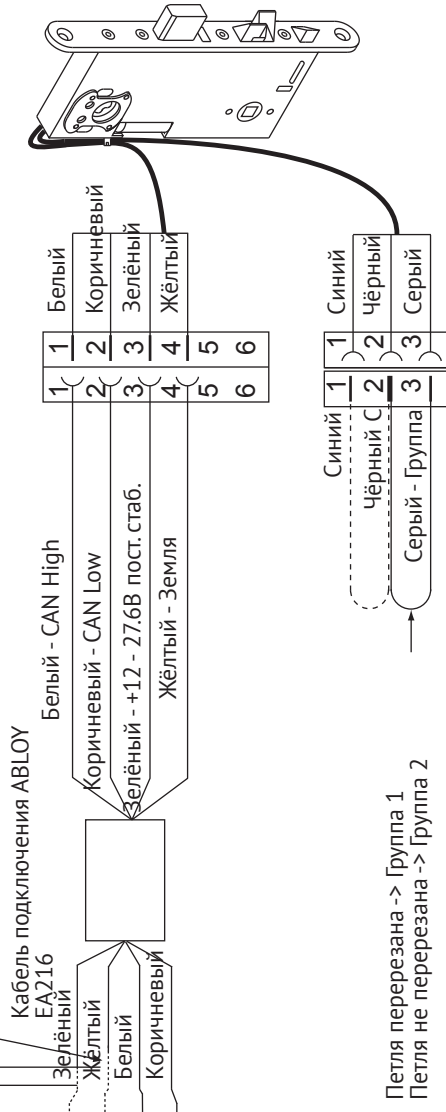 Кабель подключения ABLOY
EA216
Зелёный
Жёлтый
Белый
Коричневый
Белый - CAN High
Коричневый - CAN Low
Зелёный - +12 - 27.6В пост. стаб.
Жёлтый - Земля
1 1
2 2
3 3
4 4
5 5
6 6
Белый
Коричневый
Зелёный
Жёлтый
Петля перерезана -> Группа 1
Петля не перерезана -> Группа 2
Синий
Чёрный C
Серый - Группа
1 1
2 2
3 3
Синий
Чёрный
Серый